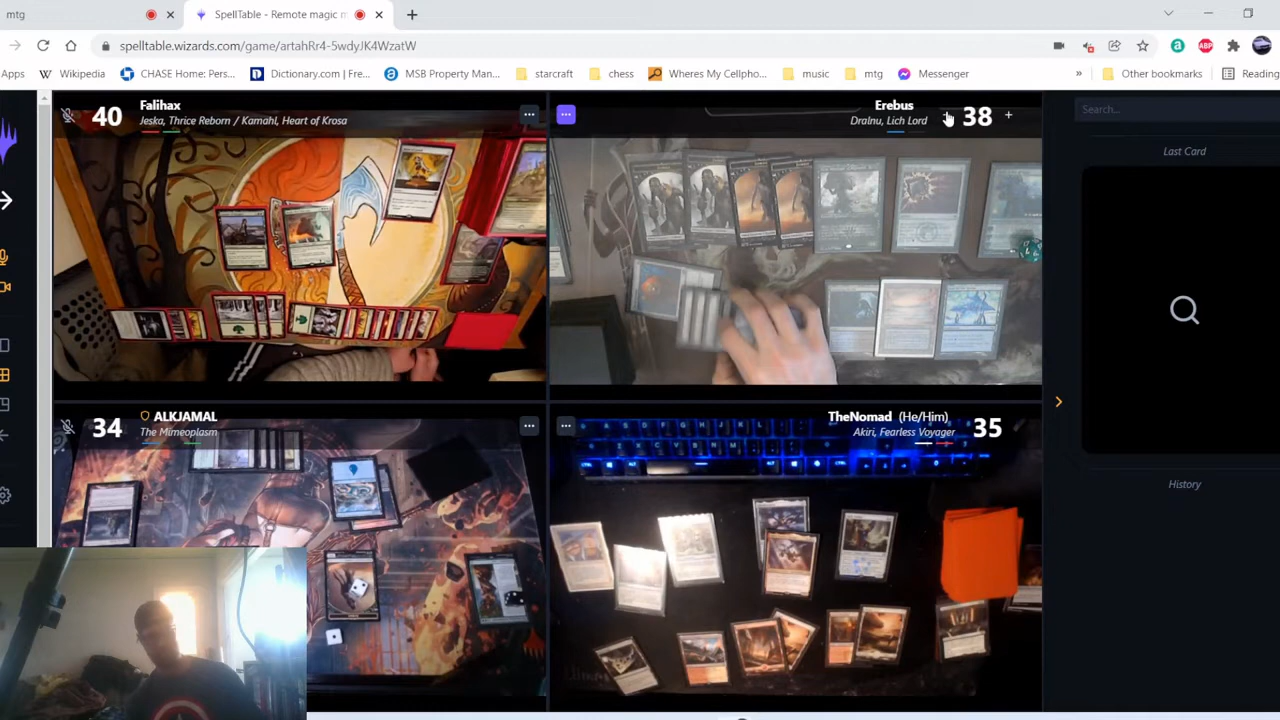 mtg
SpellTable - Remote magic m
spelltable.wizards.com/game/artahRr4-5wdyJK4WzatW
Apps
Wikipedia
CHASE Home Pers...
Dictionary.com | Fre...
MSB Property Man...
starcraft
chess
Wheres My Cellpho...
music
mtg
Messenger
»
Other bookmarks
Reading
40
Falihax
Jeska, Thrice Reborn / Kamahl, Heart of Krosa
Erebus
Dralnu, Lich Lord
38 +
Search...
Last Card
34
ALKJAMAL
The Mimeoplasm
TheNomad (He/Him)
Akiri, Fearless Voyager
35
History